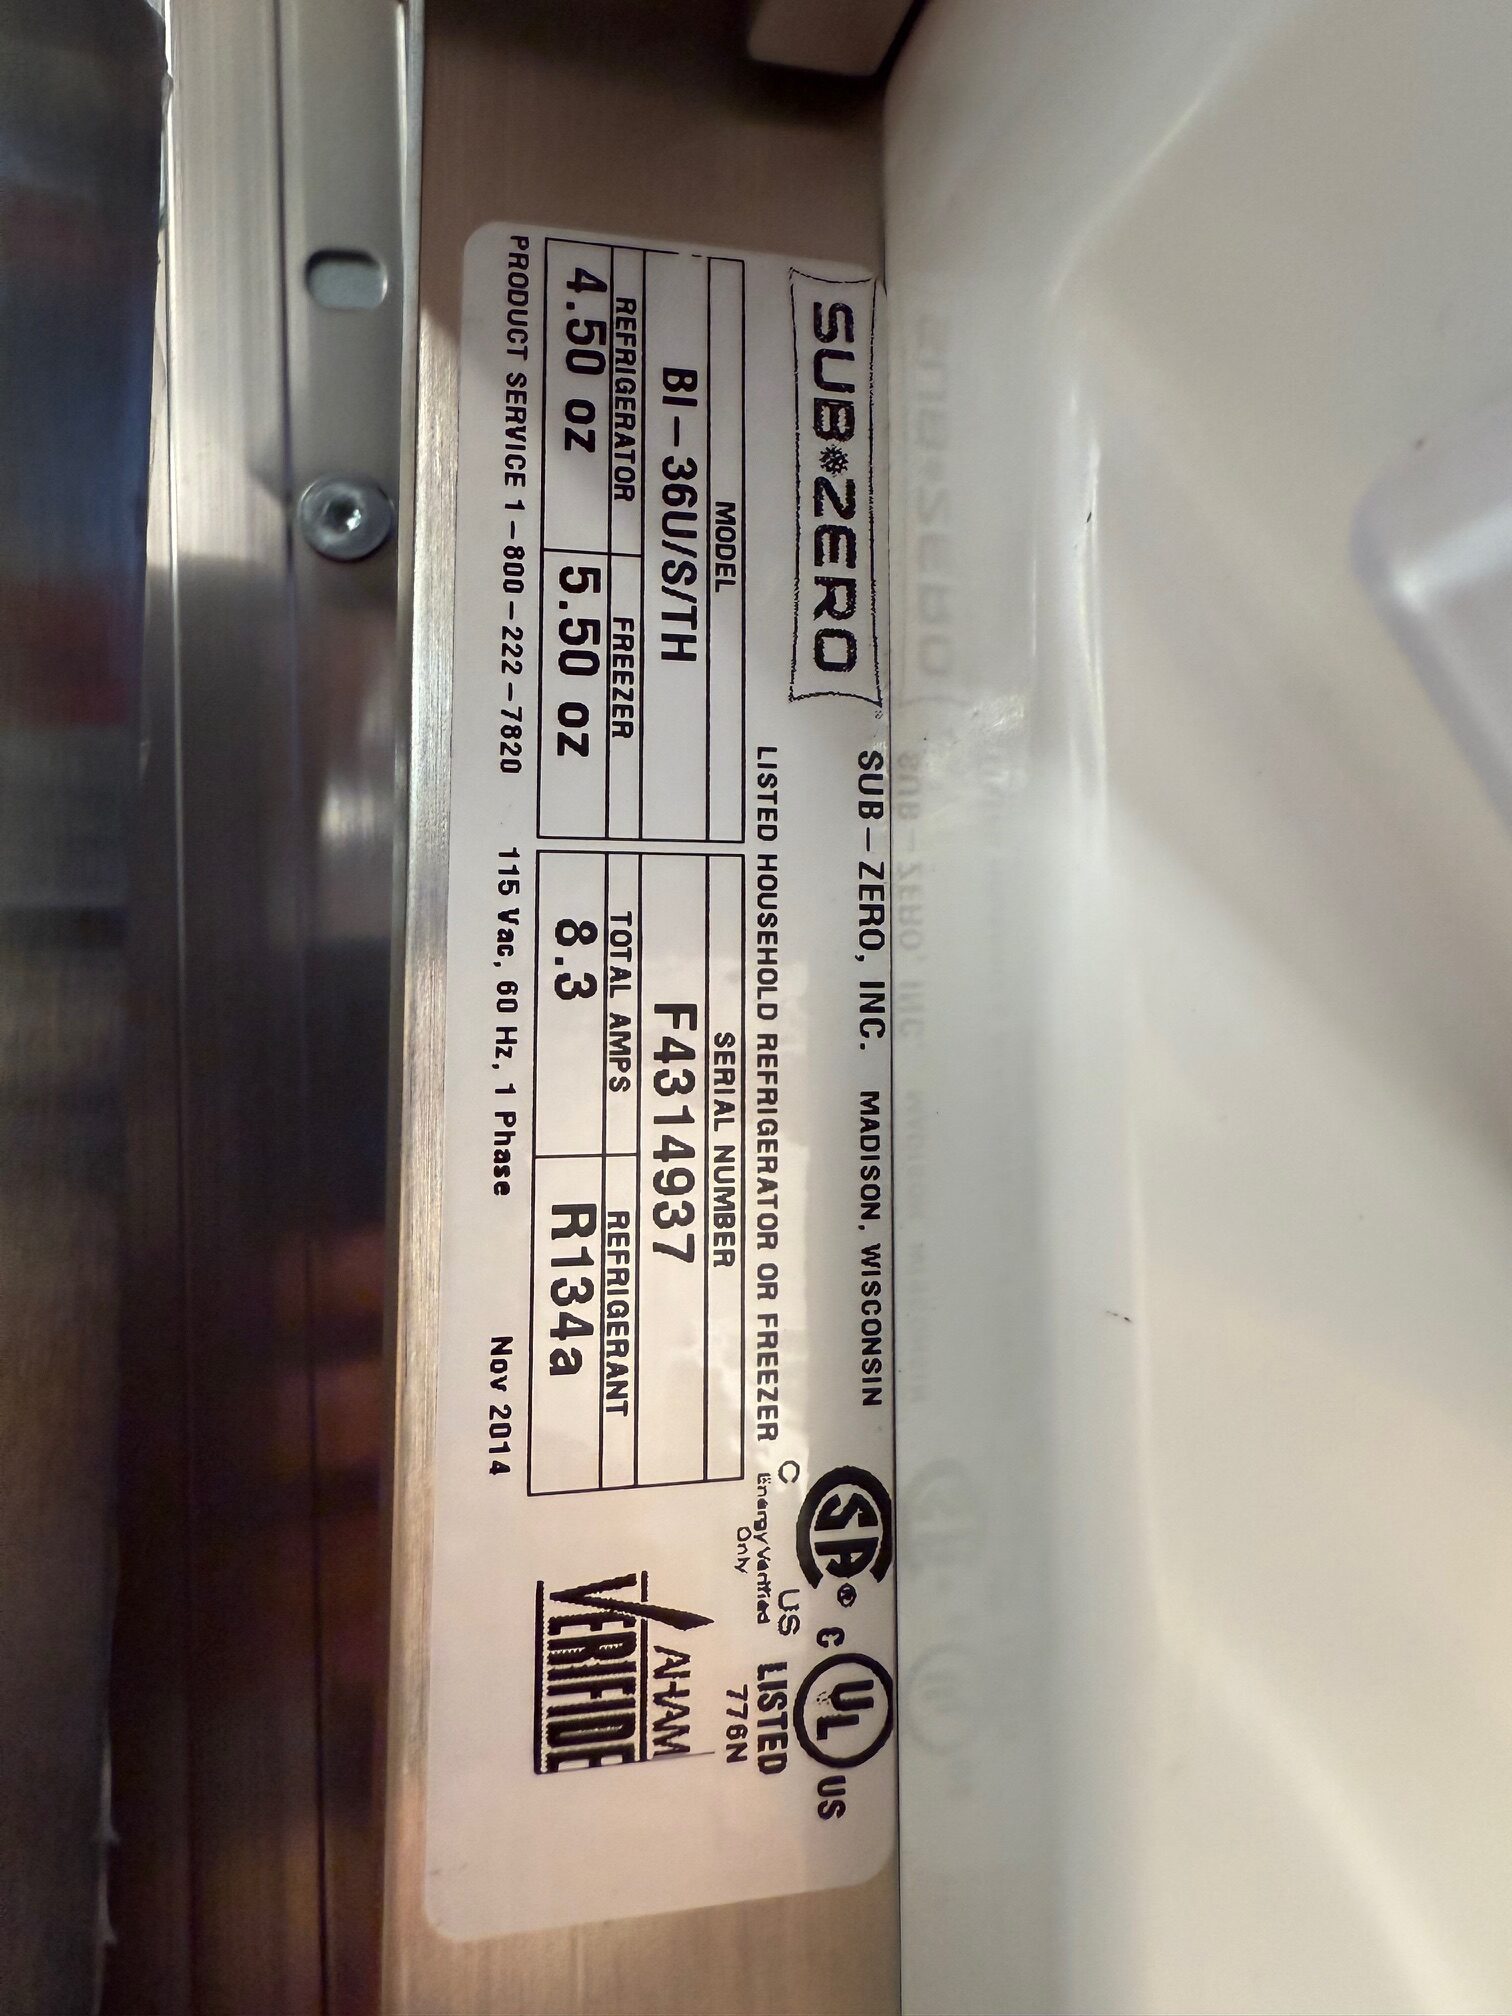 SUB ZERO
SUB-ZERO, INC. MADISON, WISCONSIN
LISTED HOUSEHOLD REFRIGERATOR OR FREEZER
MODEL
BI-36U/S/TH
REFRIGERATOR FREEZER
4.50 oz 5.50 oz
SERIAL NUMBER
F4314937
TOTAL AMPS REFRIGERANT
8.3 R134a
PRODUCT SERVICE 1-800-222-7820 115 Vac, 60 Hz, 1 Phase Nov 2014
SA®
C US
Energy Verified
Only
C UL US
LISTED
776N
AHAM
VERIFIDE